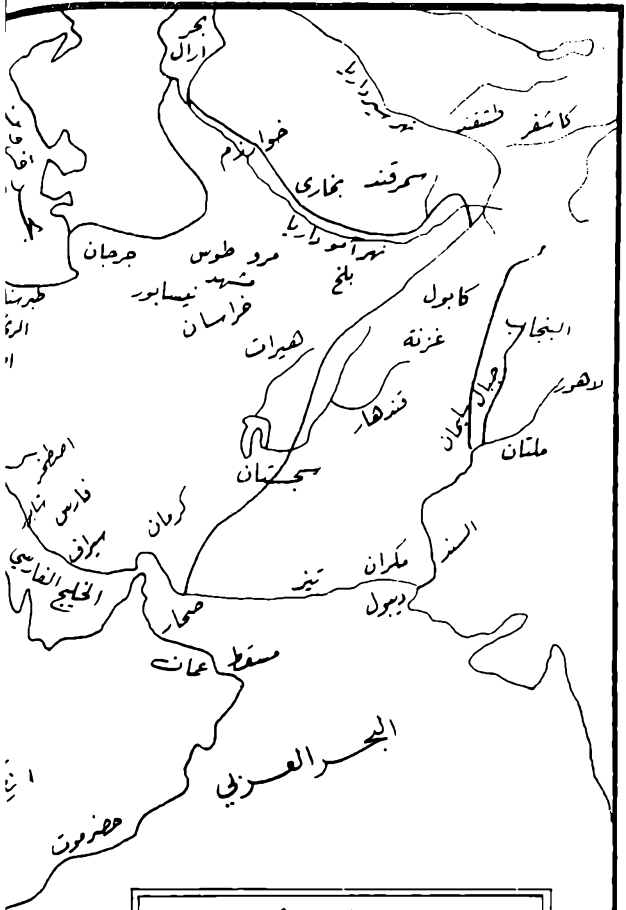 بحر
آرال
نهر سيرداريا
طشقند
كاشغر
خوارزم
سمرقند
بخارى
نهر آموداريا
بلخ
جرجان
مرو
طوس
مشهد
نيسابور
خراسان
هيرات
كابول
غزنة
قندهار
البنجاب
جبال سليمان
لاهور
ملتان
سجستان
اصطخر
فارس
سيراف
كرمان
الخليج الفارسي
صحار
مسقط
عمان
تيز
مكران
ديبول
السند
البحر العربي
حضرموت